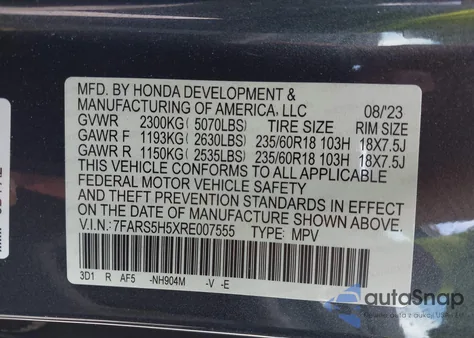 MFD. BY HONDA DEVELOPMENT &
MANUFACTURING OF AMERICA, LLC 08/'23
GVWR 2300KG (5070LBS) TIRE SIZE RIM SIZE
GAWR F 1193KG (2630LBS) 235/60R18 103H 18X7.5J
GAWR R 1150KG (2535LBS) 235/60R18 103H 18X7.5J
THIS VEHICLE CONFORMS TO ALL APPLICABLE
FEDERAL MOTOR VEHICLE SAFETY
AND THEFT PREVENTION STANDARDS IN EFFECT
ON THE DATE OF MANUFACTURE SHOWN ABOVE.
V.I.N.:7FARS5H5XRE007555 TYPE: MPV
3D1 R AF5 -NH904M -V -E
autoSnap